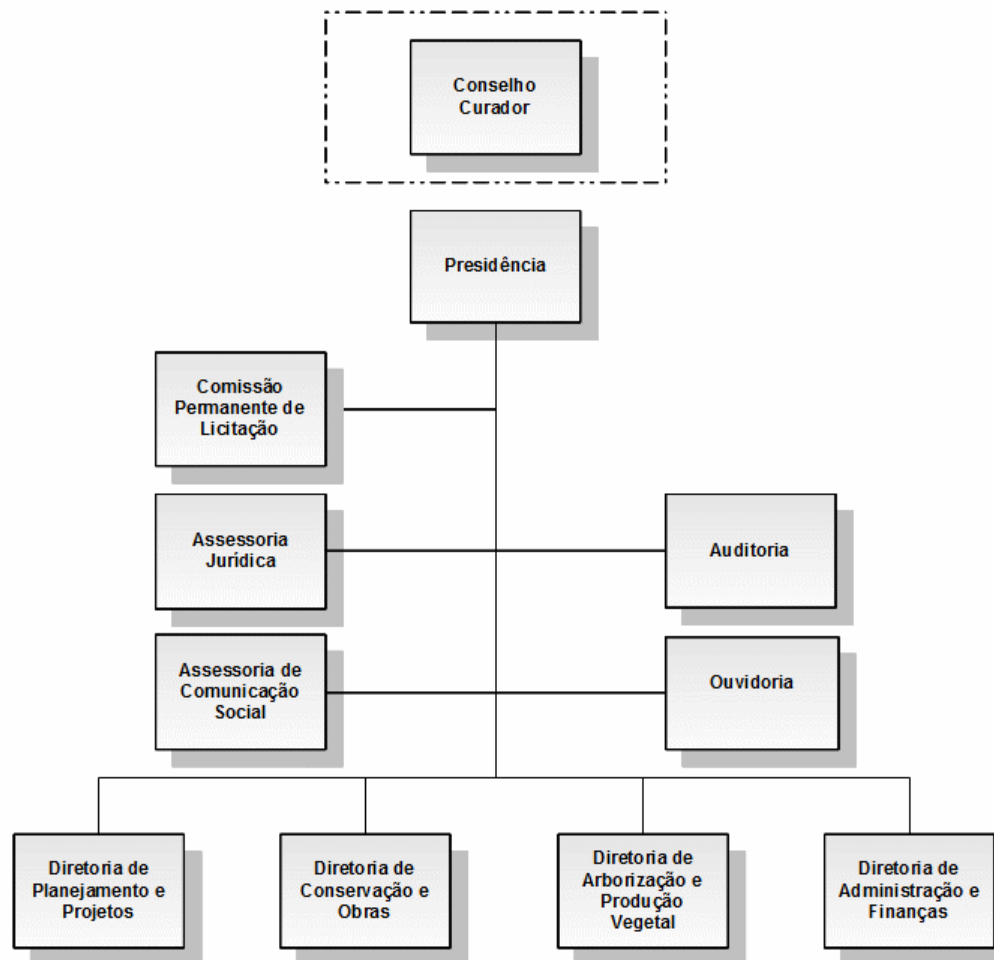 Conselho
Curador
Presidência
Comissão
Permanente de
Licitação
Assessoria
Jurídica
Auditoria
Assessoria de
Comunicação
Social
Ouvidoria
Diretoria de
Planejamento e
Projetos
Diretoria de
Conservação e
Obras
Diretoria de
Arborização e
Produção
Vegetal
Diretoria de
Administração e
Finanças